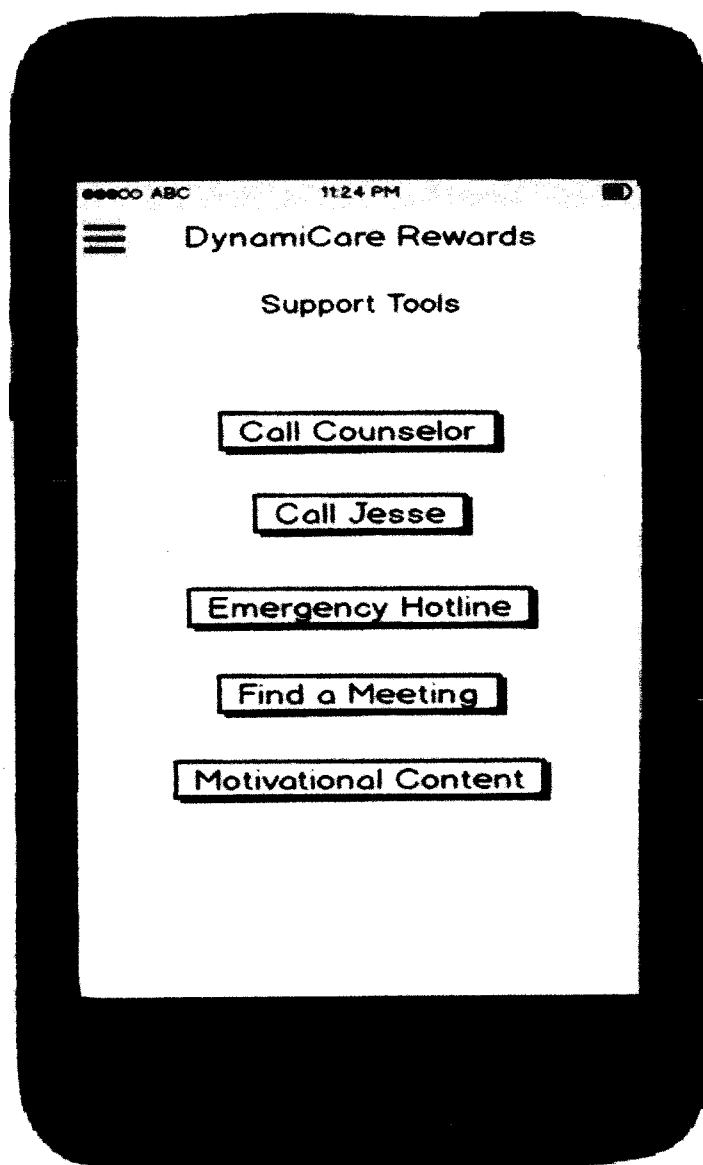 ABC 11:24 PM
DynamiCare Rewards
Support Tools
Call Counselor
Call Jesse
Emergency Hotline
Find a Meeting
Motivational Content